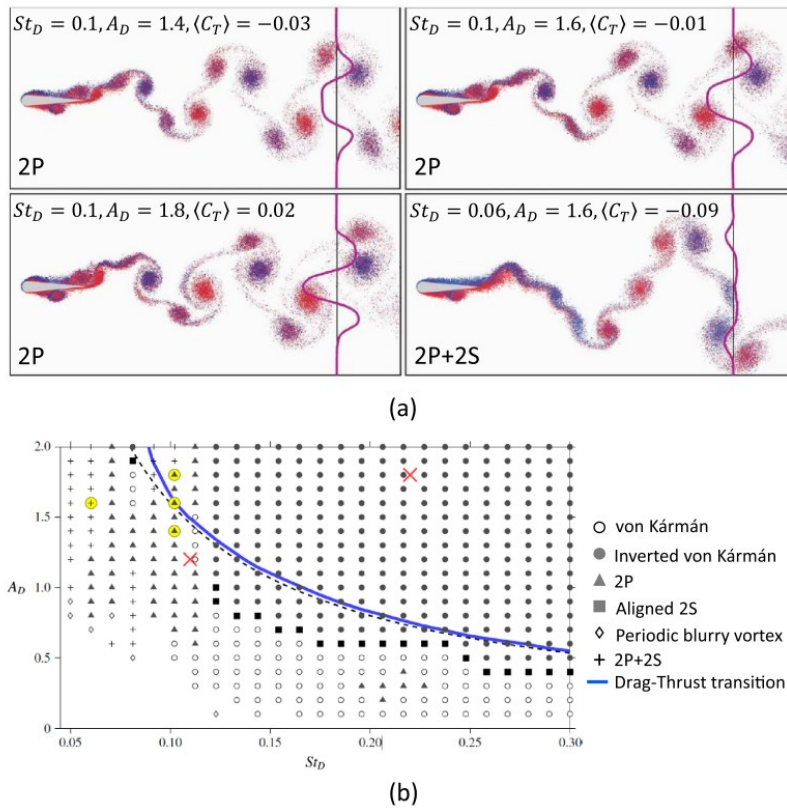 St_D = 0.1, A_D = 1.4, ⟨C_T⟩ = −0.03
2P
St_D = 0.1, A_D = 1.6, ⟨C_T⟩ = −0.01
2P
St_D = 0.1, A_D = 1.8, ⟨C_T⟩ = 0.02
2P
St_D = 0.06, A_D = 1.6, ⟨C_T⟩ = −0.09
2P+2S
(a)
2.0
1.5
A_D
1.0
0.5
0
0.05
0.10
0.15
0.20
0.25
0.30
St_D
von Kármán
Inverted von Kármán
2P
Aligned 2S
Periodic blurry vortex
2P+2S
Drag-Thrust transition
(b)